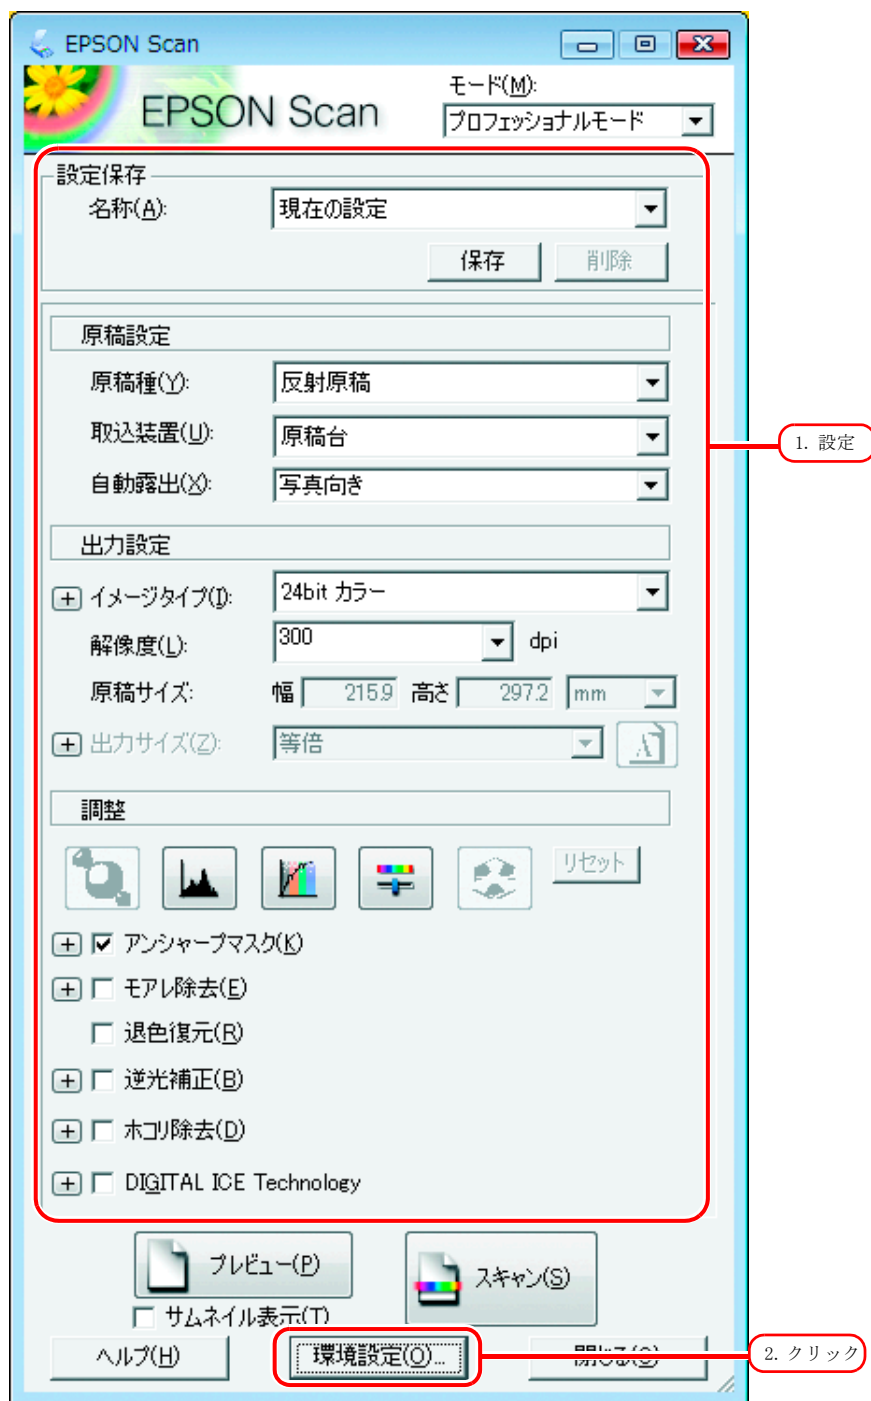 EPSON Scan
EPSON Scan
モード(M):
プロフェッショナルモード
設定保存
名称(A):
現在の設定
保存
削除
原稿設定
原稿種(Y):
反射原稿
取込装置(U):
原稿台
自動露出(X):
写真向き
1. 設定
出力設定
イメージタイプ(I):
24bit カラー
解像度(L):
300
dpi
原稿サイズ:
幅 215.9 高さ 297.2 mm
出力サイズ(Z):
等倍
調整
リセット
アンシャープマスク(K)
モアレ除去(E)
退色復元(R)
逆光補正(B)
ホコリ除去(D)
DIGITAL ICE Technology
プレビュー(P)
スキャン(S)
サムネイル表示(T)
ヘルプ(H)
環境設定(O)...
閉じる(C)
2. クリック